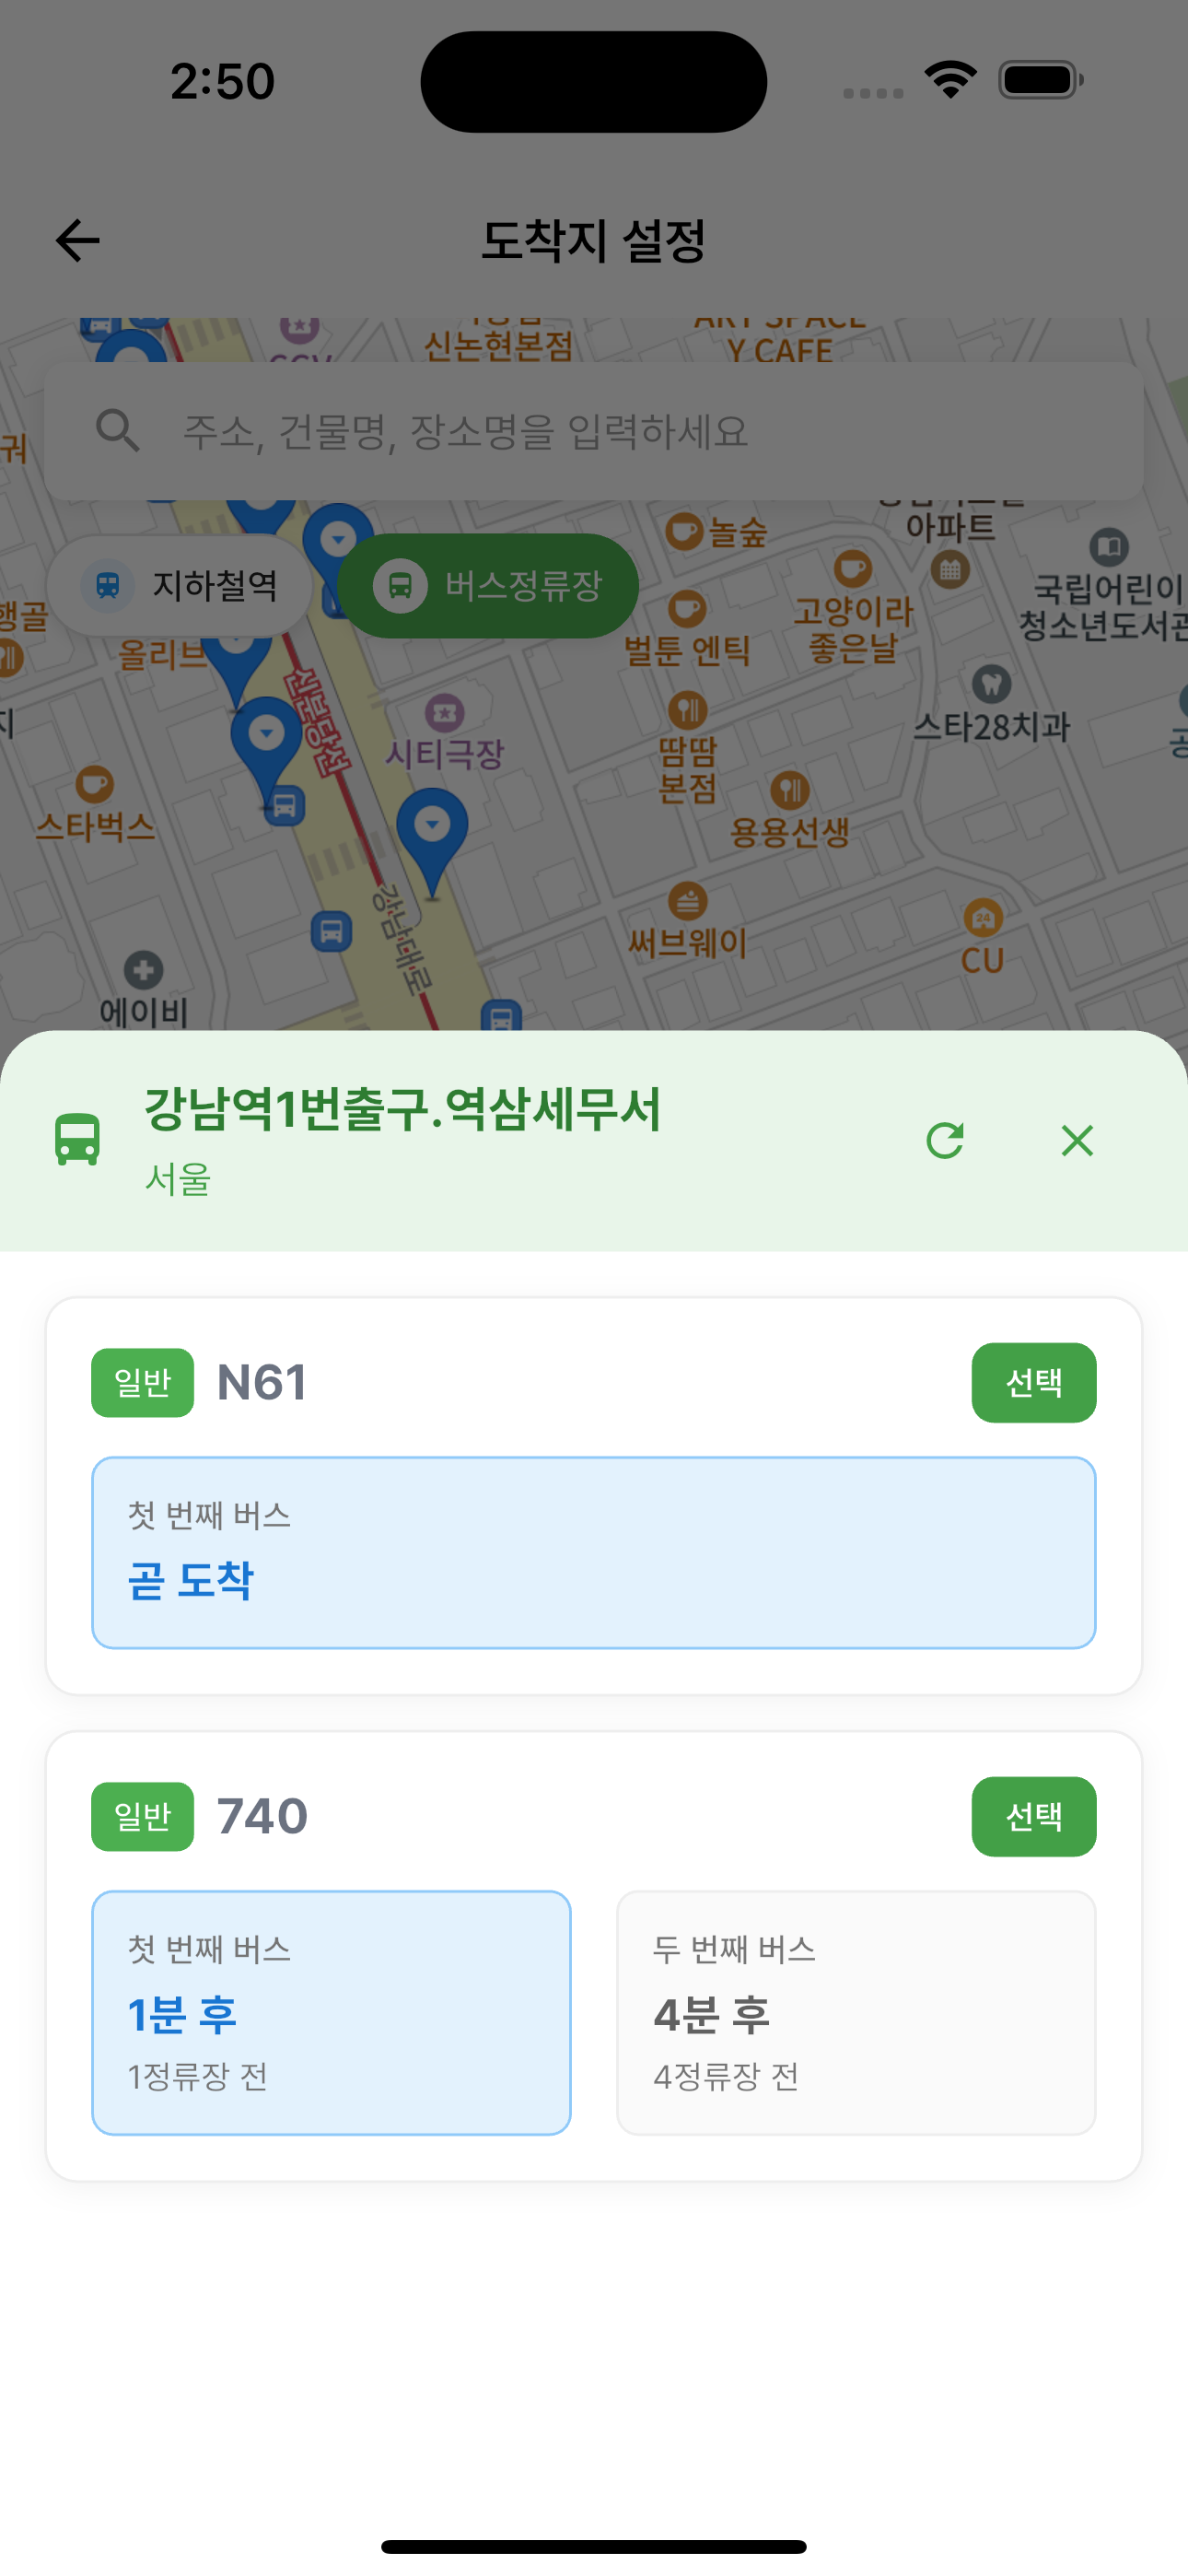 2:50
도착지 설정
신논현본점
Y CAFE
주소, 건물명, 장소명을 입력하세요
아파트
놀숲
지하철역
버스정류장
국립어린이
청소년도서관
고양이라
좋은날
행골
올리브
벌툰 엔틱
신분당선
시티극장
스타28치과
땀땀
본점
스타벅스
용용선생
강남대로
써브웨이
24
CU
에이비
강남역1번출구.역삼세무서
서울
일반 N61 선택
첫 번째 버스
곧 도착
일반 740 선택
첫 번째 버스
1분 후
1정류장 전
두 번째 버스
4분 후
4정류장 전